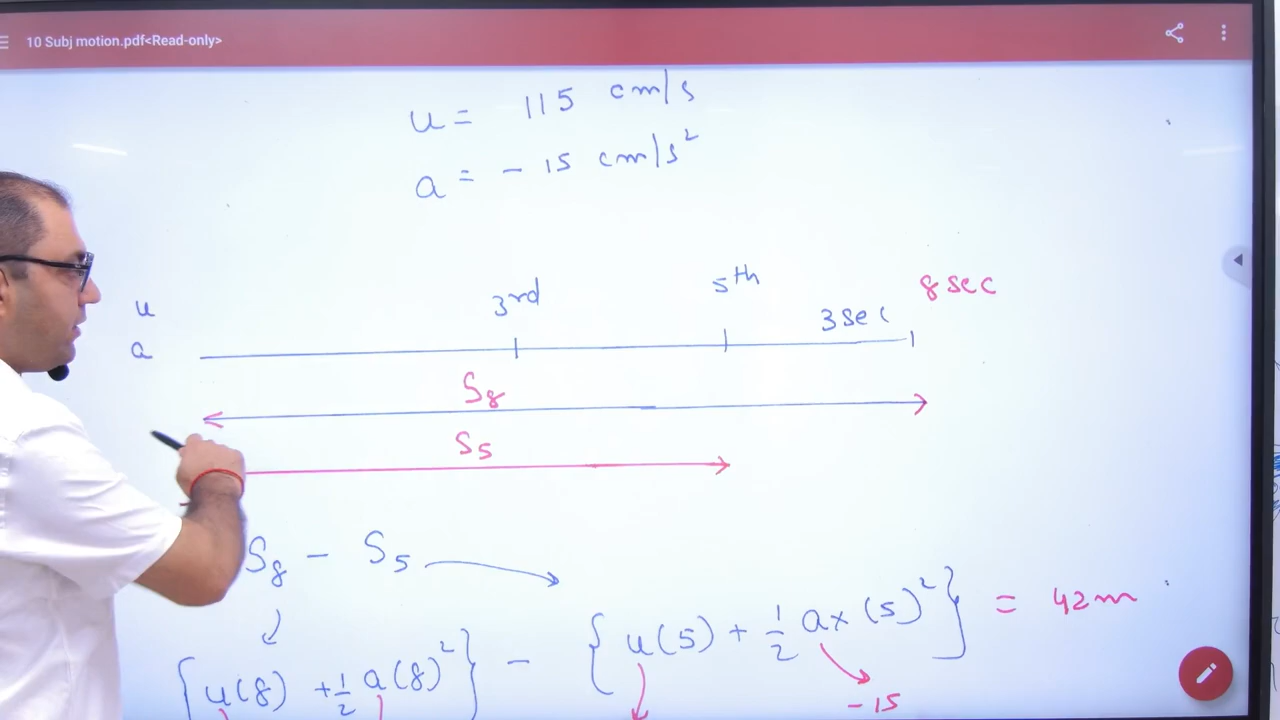 10 Subj motion.pdf<Read-only>
u = 115 cm/s
a = - 15 cm/s²
u
a
3rd
5th
3 sec
8 sec
S₈
S₅
S₈ - S₅
{u(8) + 1/2 a(8)²} - {u(5) + 1/2 a x (5)²} = 42m
-15